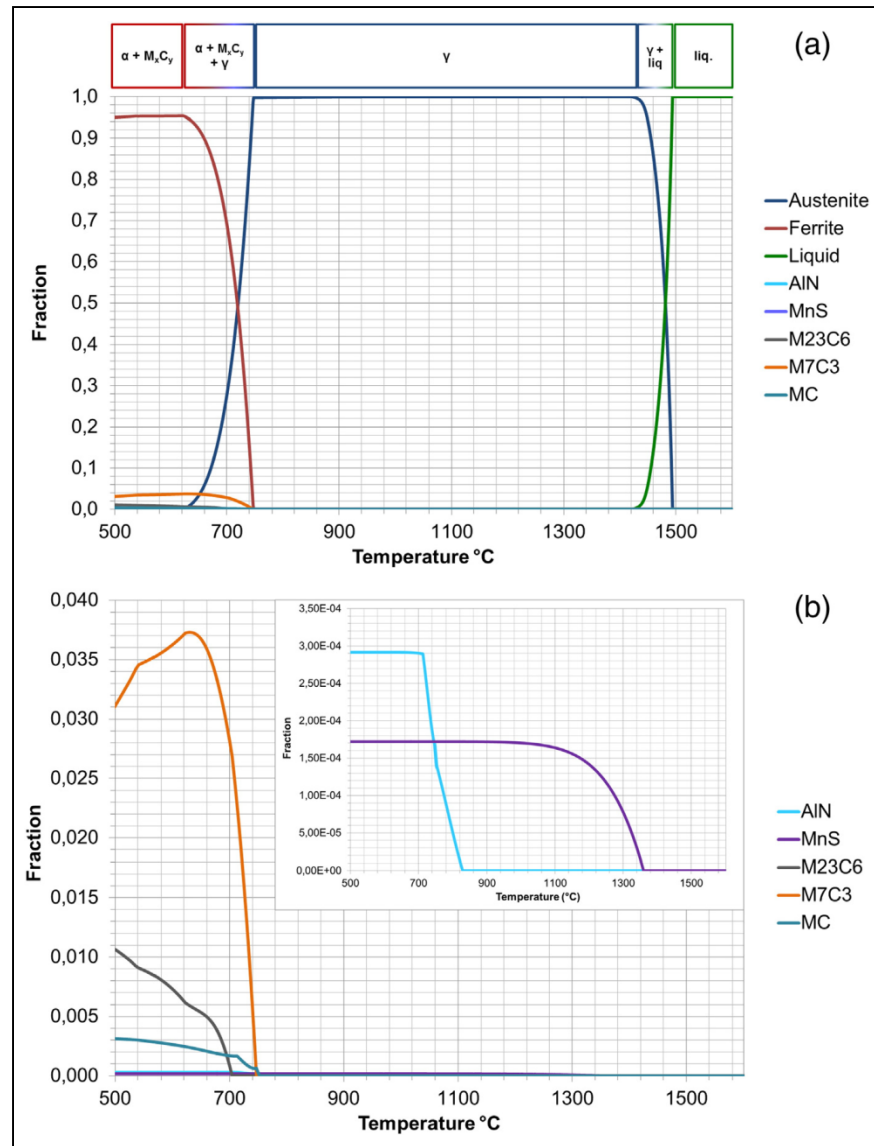 α + MxCy
α + MxCy
+ γ
γ
γ +
liq
liq.
(a)
1,0
0,9
0,8
0,7
0,6
0,5
0,4
0,3
0,2
0,1
0,0
Fraction
500 700 900 1100 1300 1500
Temperature °C
Austenite
Ferrite
Liquid
AlN
MnS
M23C6
M7C3
MC
(b)
0,040
0,035
0,030
0,025
0,020
0,015
0,010
0,005
0,000
Fraction
500 700 900 1100 1300 1500
Temperature °C
3,50E-04
3,00E-04
2,50E-04
2,00E-04
1,50E-04
1,00E-04
5,00E-05
0,00E+00
Fraction
500 700 900 1100 1300 1500
Temperature (°C)
AlN
MnS
M23C6
M7C3
MC